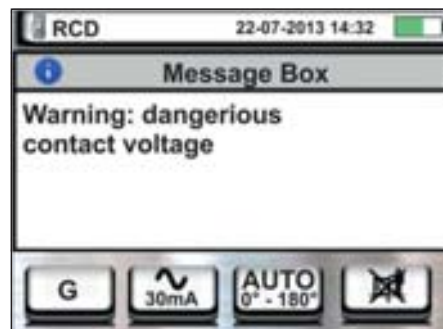 RCD 22-07-2013 14:32
Message Box
Warning: dangerious
contact voltage
G
30mA
AUTO
0° - 180°